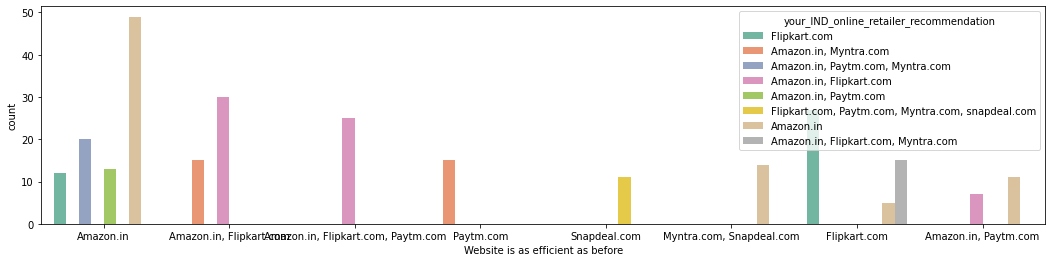 your_IND_online_retailer_recommendation
Flipkart.com
Amazon.in, Myntra.com
Amazon.in, Paytm.com, Myntra.com
Amazon.in, Flipkart.com
Amazon.in, Paytm.com
Flipkart.com, Paytm.com, Myntra.com, snapdeal.com
Amazon.in
Amazon.in, Flipkart.com, Myntra.com
50
40
30
20
10
0
count
Amazon.in
Amazon.in, Flipkart.com
Amazon.in, Flipkart.com, Paytm.com
Paytm.com
Snapdeal.com
Myntra.com, Snapdeal.com
Flipkart.com
Amazon.in, Paytm.com
Website is as efficient as before